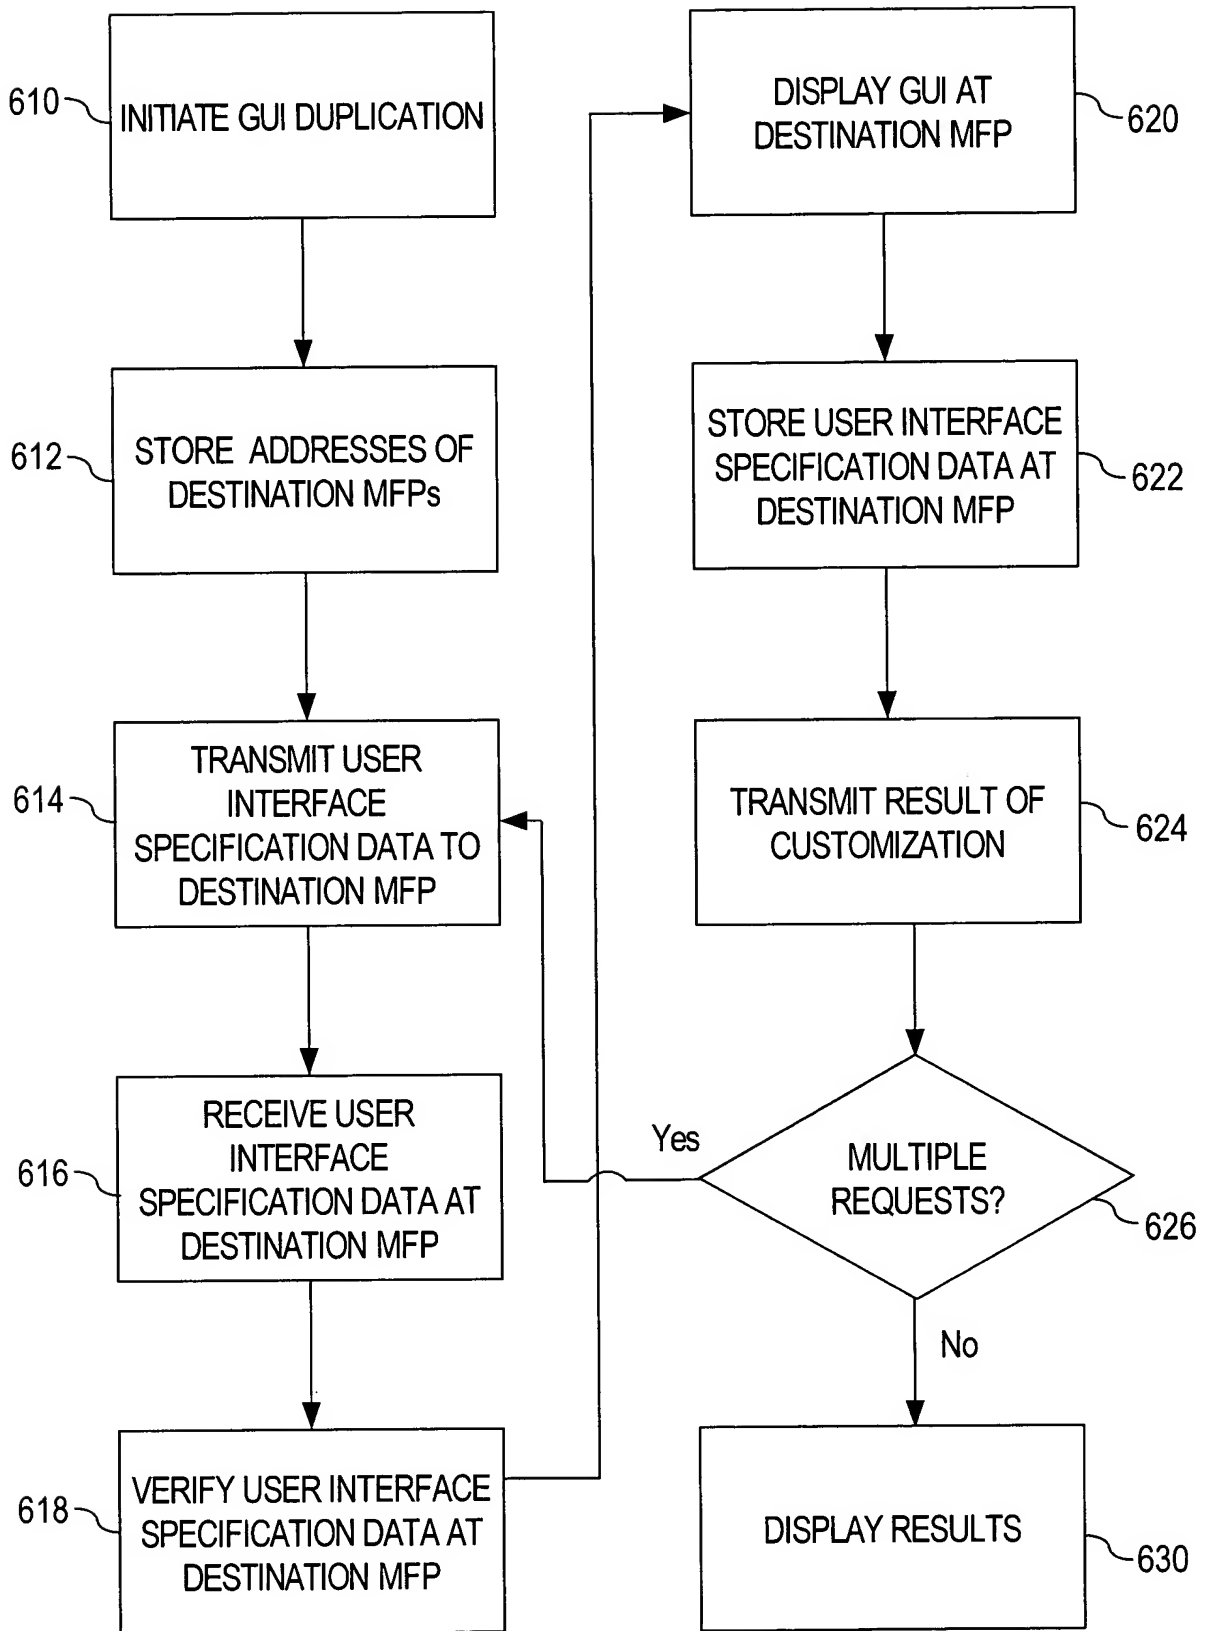 610
INITIATE GUI DUPLICATION
612
STORE ADDRESSES OF
DESTINATION MFPs
614
TRANSMIT USER
INTERFACE
SPECIFICATION DATA TO
DESTINATION MFP
616
RECEIVE USER
INTERFACE
SPECIFICATION DATA AT
DESTINATION MFP
618
VERIFY USER INTERFACE
SPECIFICATION DATA AT
DESTINATION MFP
DISPLAY GUI AT
DESTINATION MFP
620
STORE USER INTERFACE
SPECIFICATION DATA AT
DESTINATION MFP
622
TRANSMIT RESULT OF
CUSTOMIZATION
624
Yes
MULTIPLE
REQUESTS?
626
No
DISPLAY RESULTS
630